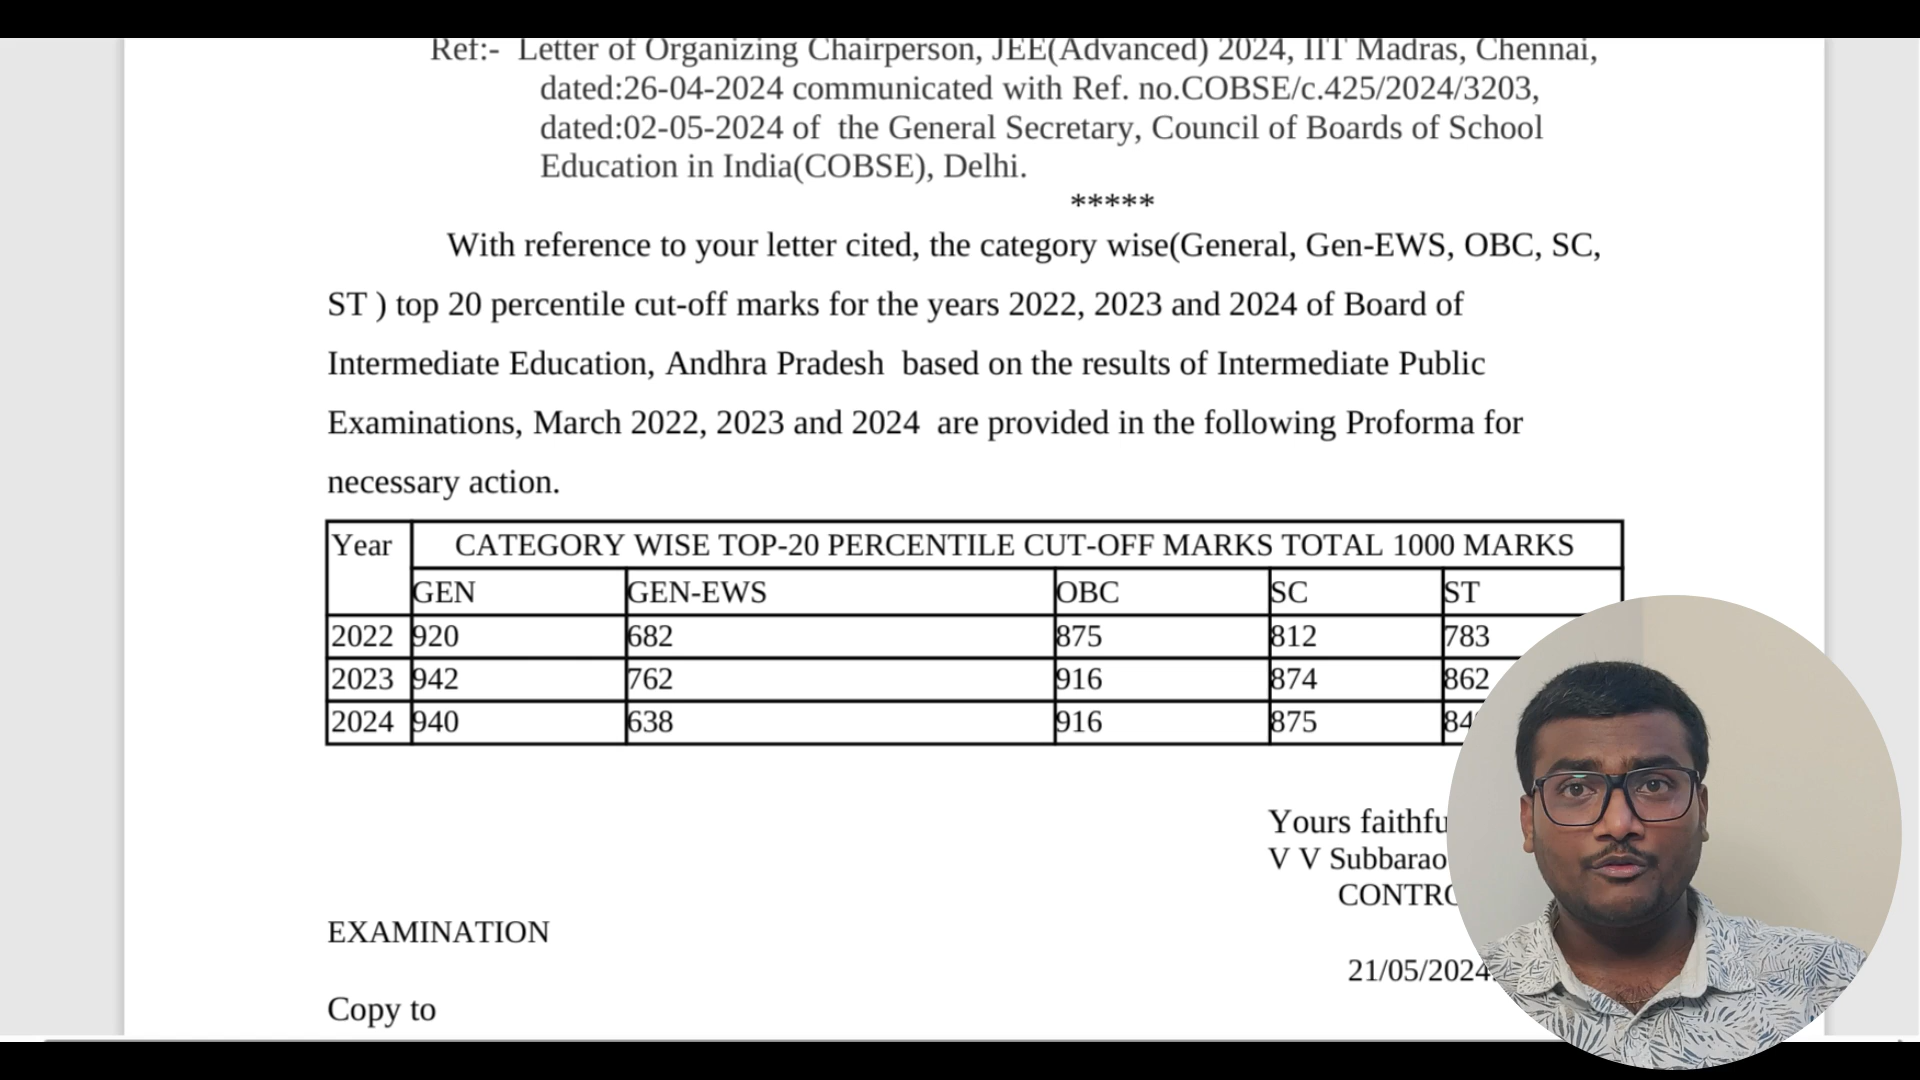 Ref:- Letter of Organizing Chairperson, JEE(Advanced) 2024, IIT Madras, Chennai,
dated:26-04-2024 communicated with Ref. no.COBSE/c.425/2024/3203,
dated:02-05-2024 of the General Secretary, Council of Boards of School
Education in India(COBSE), Delhi.
*****
With reference to your letter cited, the category wise(General, Gen-EWS, OBC, SC,
ST ) top 20 percentile cut-off marks for the years 2022, 2023 and 2024 of Board of
Intermediate Education, Andhra Pradesh based on the results of Intermediate Public
Examinations, March 2022, 2023 and 2024 are provided in the following Proforma for
necessary action.
Year CATEGORY WISE TOP-20 PERCENTILE CUT-OFF MARKS TOTAL 1000 MARKS
GEN GEN-EWS OBC SC ST
2022 920 682 875 812 783
2023 942 762 916 874 862
2024 940 638 916 875
Yours
V V Subbarao
EXAMINATION
21/05/2024
Copy to